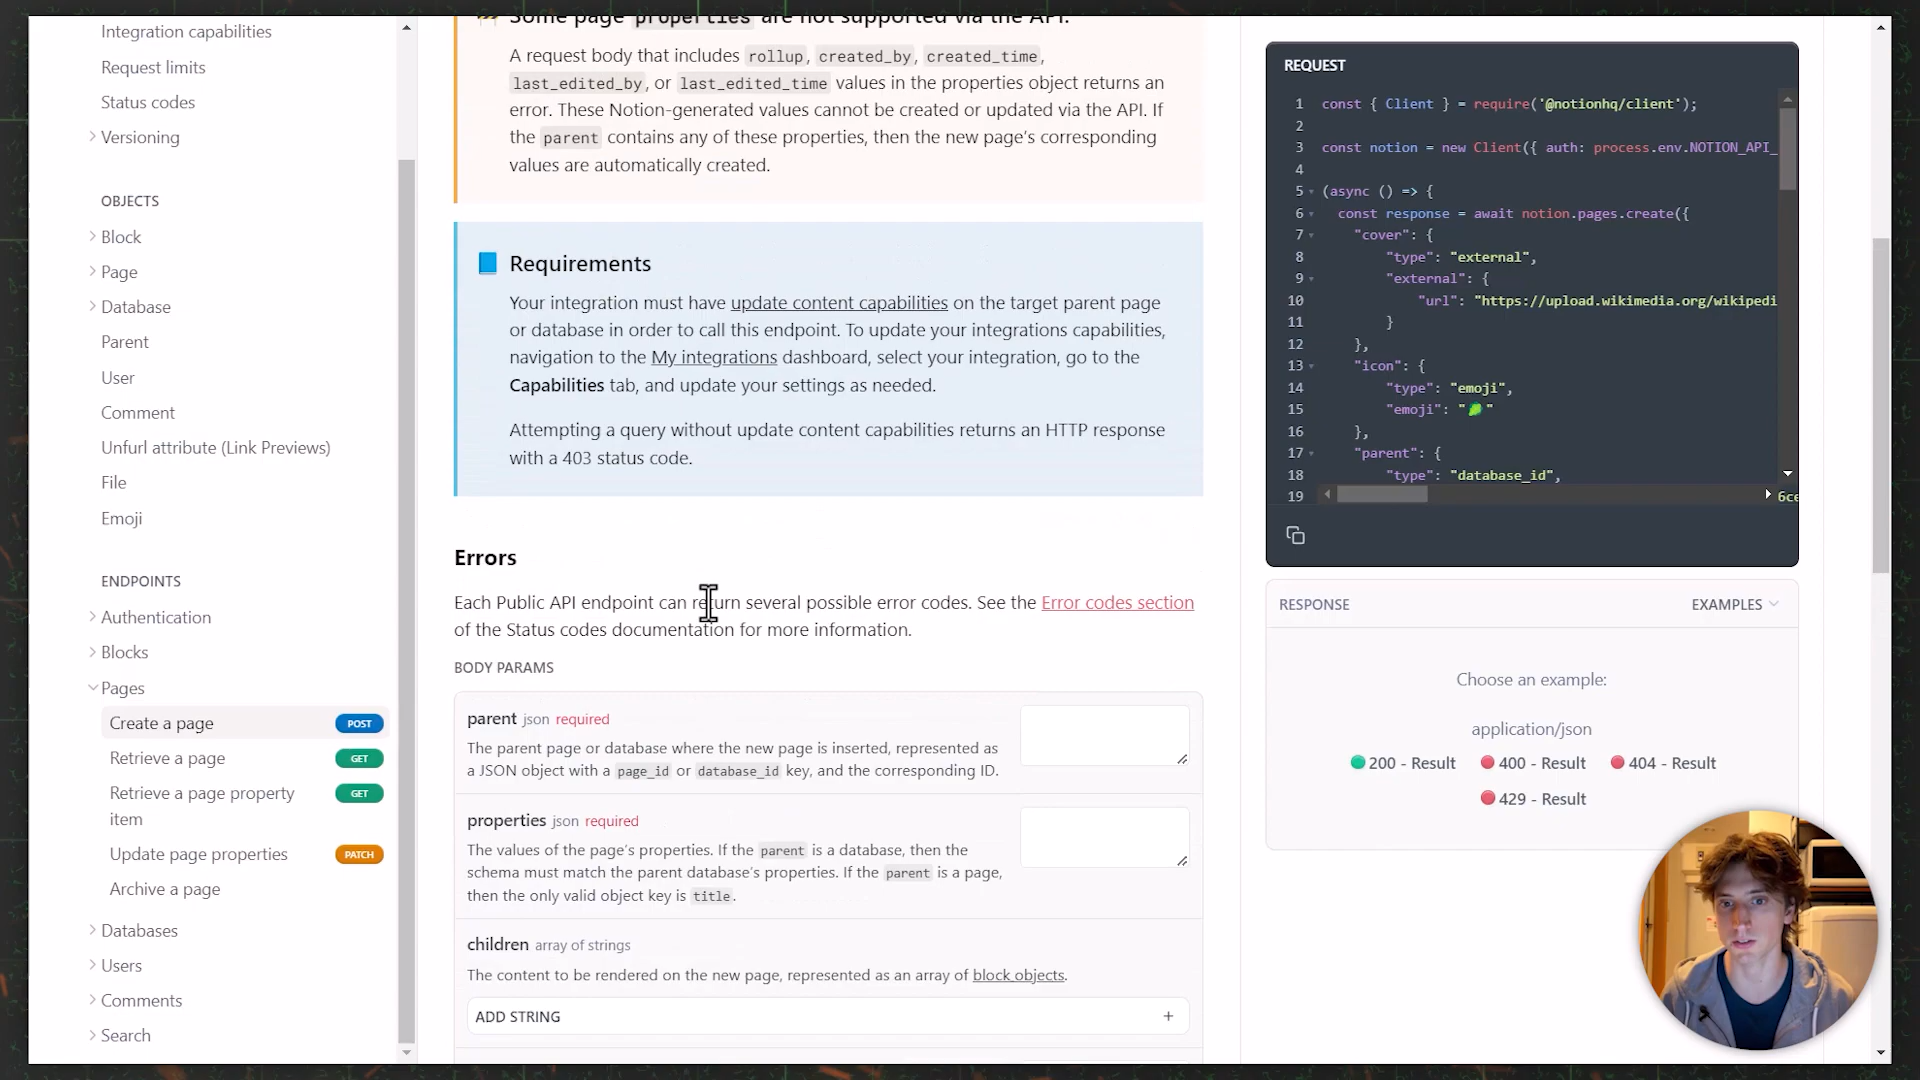 Integration capabilities
Request limits
Status codes
Versioning
OBJECTS
Block
Page
Database
Parent
User
Comment
Unfurl attribute (Link Previews)
File
Emoji
ENDPOINTS
Authentication
Blocks
Pages
Create a page POST
Retrieve a page GET
Retrieve a page property GET
item
Update page properties PATCH
Archive a page
Databases
Users
Comments
Search
Some page properties are not supported via the API.
A request body that includes rollup, created_by, created_time,
last_edited_by, or last_edited_time values in the properties object returns an
error. These Notion-generated values cannot be created or updated via the API. If
the parent contains any of these properties, then the new page's corresponding
values are automatically created.
Requirements
Your integration must have update content capabilities on the target parent page
or database in order to call this endpoint. To update your integrations capabilities,
navigation to the My integrations dashboard, select your integration, go to the
Capabilities tab, and update your settings as needed.
Attempting a query without update content capabilities returns an HTTP response
with a 403 status code.
Errors
Each Public API endpoint can return several possible error codes. See the Error codes section
of the Status codes documentation for more information.
BODY PARAMS
parent json required
The parent page or database where the new page is inserted, represented as
a JSON object with a page_id or database_id key, and the corresponding ID.
properties json required
The values of the page's properties. If the parent is a database, then the
schema must match the parent database's properties. If the parent is a page,
then the only valid object key is title.
children array of strings
The content to be rendered on the new page, represented as an array of block objects.
ADD STRING +
REQUEST
1 const { Client } = require('@notionhq/client');
2
3 const notion = new Client({ auth: process.env.NOTION_API_
4
5 (async () => {
6 const response = await notion.pages.create({
7 "cover": {
8 "type": "external",
9 "external": {
10 "url": "https://upload.wikimedia.org/wikipedi
11 }
12 },
13 "icon": {
14 "type": "emoji",
15 "emoji": "🥬"
16 },
17 "parent": {
18 "type": "database_id",
19 6ce
RESPONSE EXAMPLES
Choose an example:
application/json
200 - Result 400 - Result 404 - Result
429 - Result